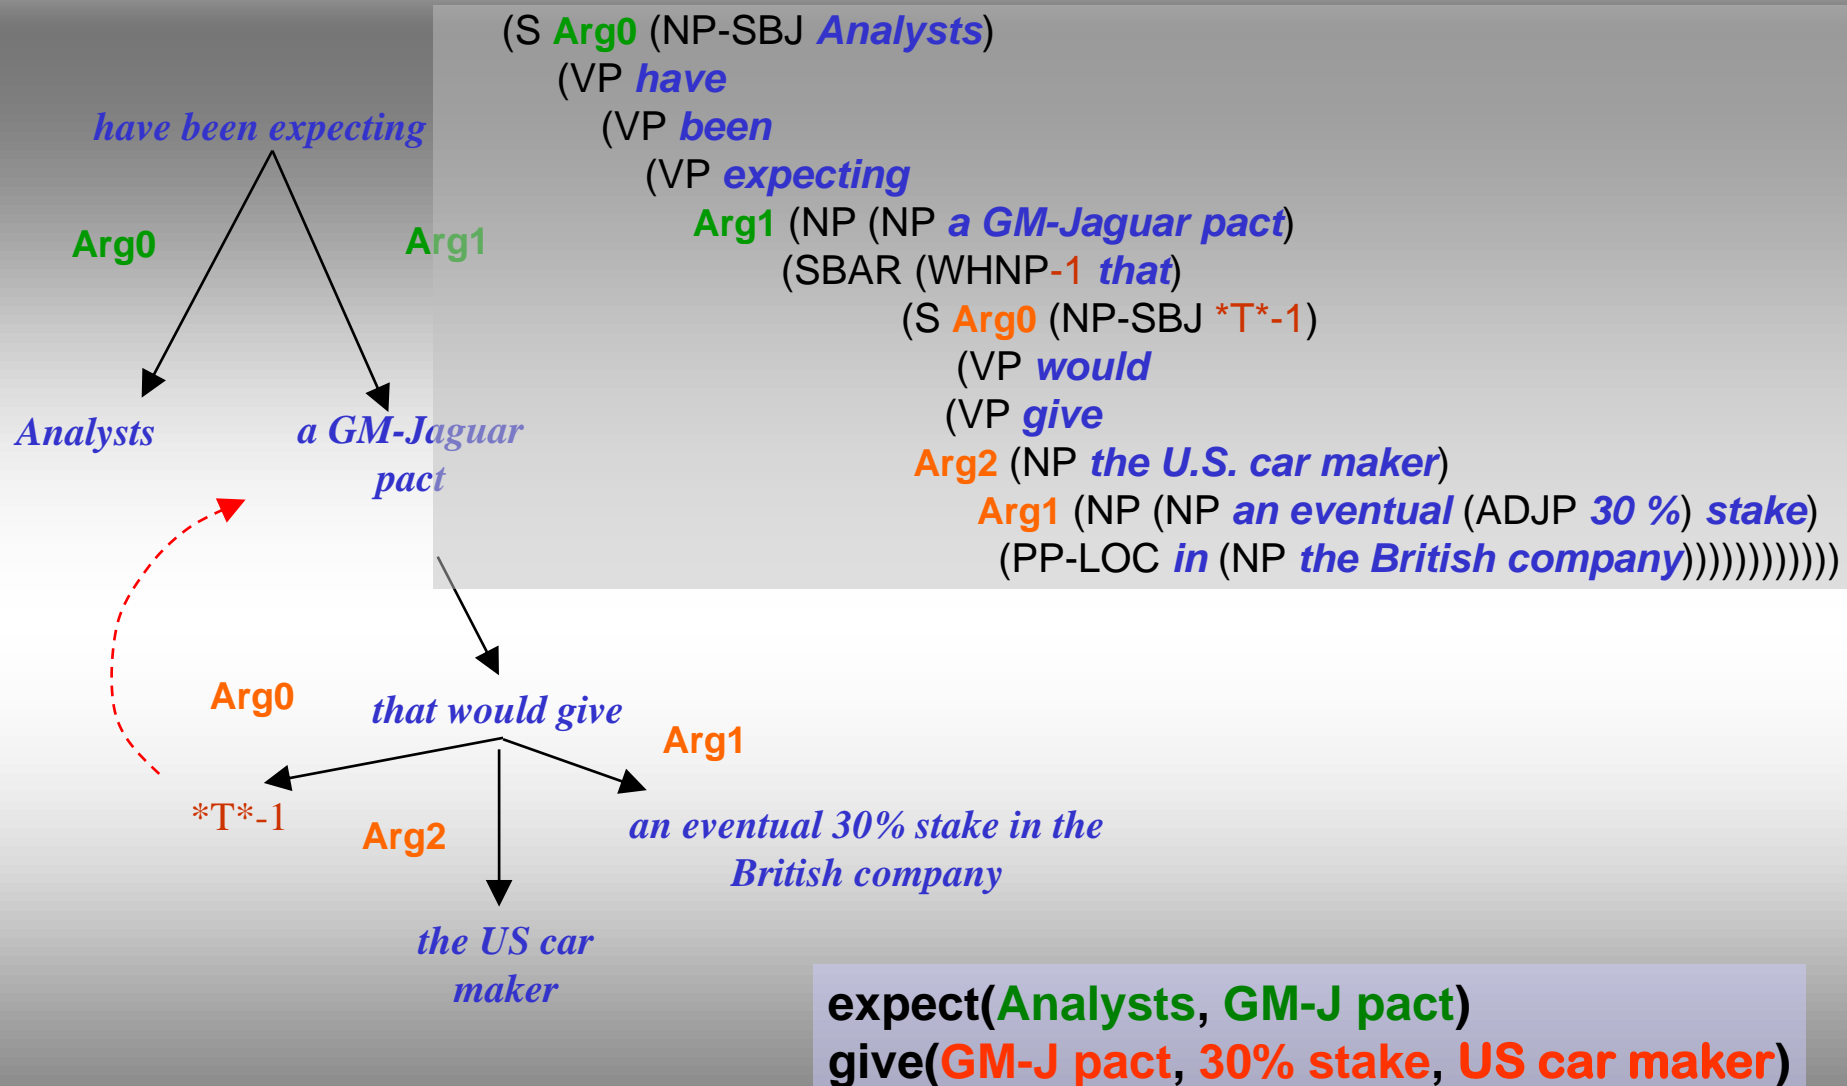 (S Arg0 (NP-SBJ Analysts)
(VP have
(VP been
(VP expecting
Arg1 (NP (NP a GM-Jaguar pact)
(SBAR (WHNP-1 that)
(S Arg0 (NP-SBJ *T*-1)
(VP would
(VP give
Arg2 (NP the U.S. car maker)
Arg1 (NP (NP an eventual (ADJP 30 %) stake)
(PP-LOC in (NP the British company))))))))))))
have been expecting
Arg0
Arg1
Analysts
a GM-Jaguar
pact
Arg0
that would give
Arg1
*T*-1
Arg2
an eventual 30% stake in the
British company
the US car
maker
expect(Analysts, GM-J pact)
give(GM-J pact, 30% stake, US car maker)